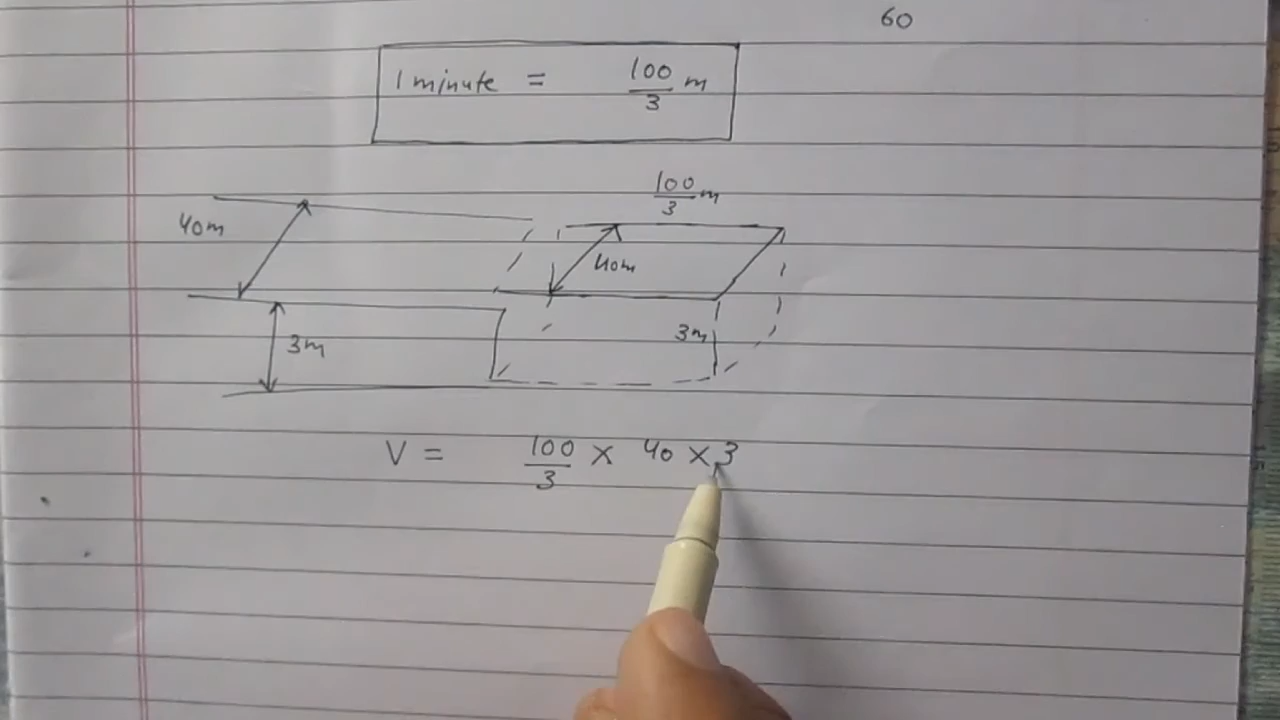 60
1 minute = 100/3 m
100/3 m
40m
40m
3m
3m
V = 100/3 × 40 × 3